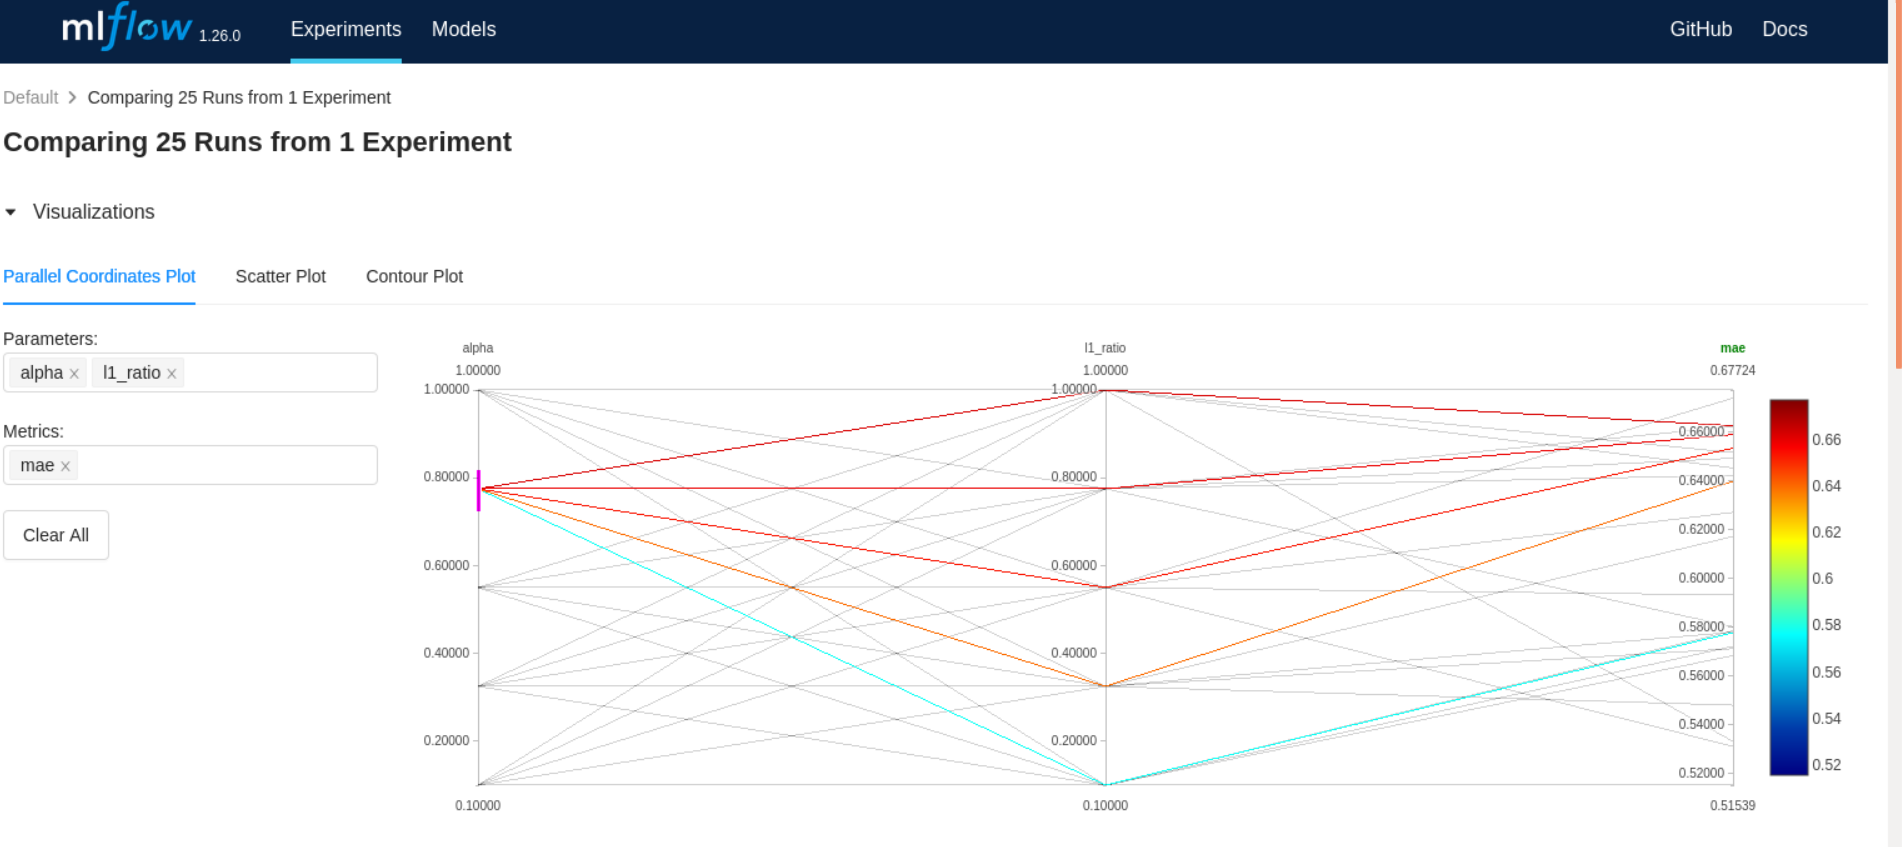 mlflow 1.26.0 Experiments Models GitHub Docs
Default > Comparing 25 Runs from 1 Experiment
Comparing 25 Runs from 1 Experiment
Visualizations
Parallel Coordinates Plot Scatter Plot Contour Plot
Parameters:
alpha × l1_ratio ×
Metrics:
mae ×
Clear All
alpha
1.00000
1.00000
0.80000
0.60000
0.40000
0.20000
0.10000
l1_ratio
1.00000
1.00000
0.80000
0.60000
0.40000
0.20000
0.10000
mae
0.67724
0.66000
0.64000
0.62000
0.60000
0.58000
0.56000
0.54000
0.52000
0.51539
0.66
0.64
0.62
0.6
0.58
0.56
0.54
0.52